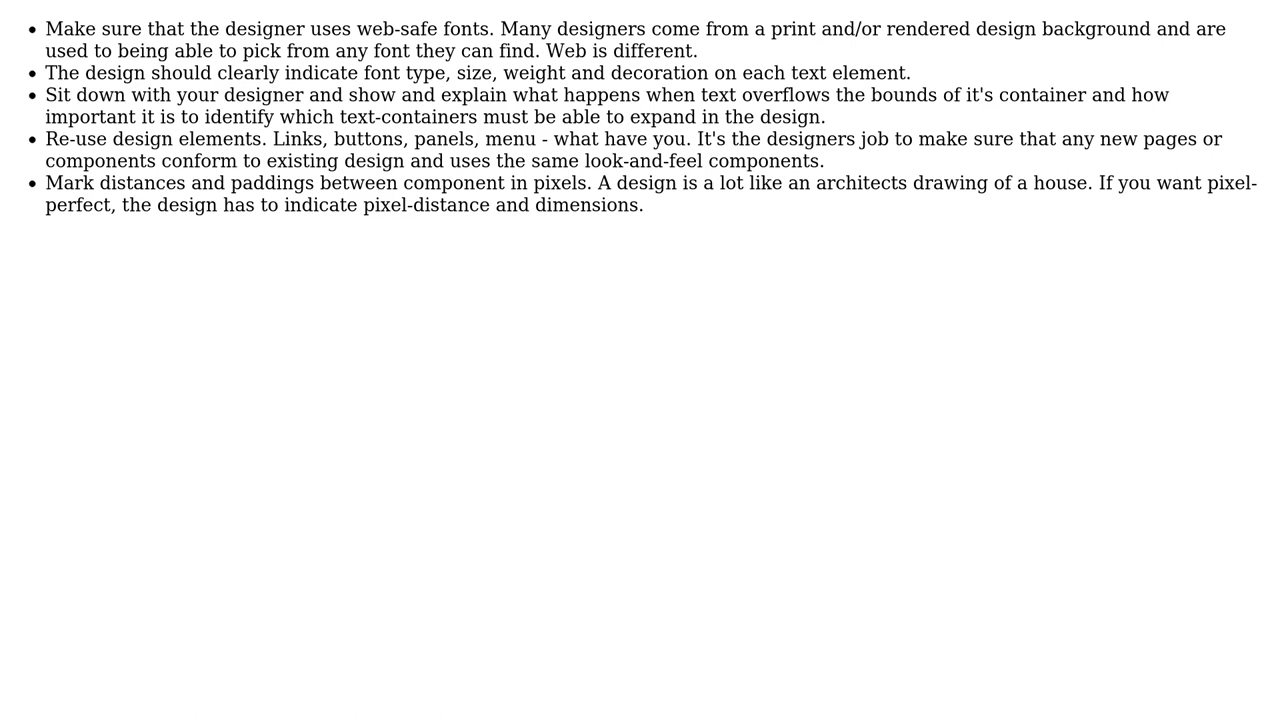 • Make sure that the designer uses web-safe fonts. Many designers come from a print and/or rendered design background and are
used to being able to pick from any font they can find. Web is different.
• The design should clearly indicate font type, size, weight and decoration on each text element.
• Sit down with your designer and show and explain what happens when text overflows the bounds of it's container and how
important it is to identify which text-containers must be able to expand in the design.
• Re-use design elements. Links, buttons, panels, menu - what have you. It's the designers job to make sure that any new pages or
components conform to existing design and uses the same look-and-feel components.
• Mark distances and paddings between component in pixels. A design is a lot like an architects drawing of a house. If you want pixel-
perfect, the design has to indicate pixel-distance and dimensions.